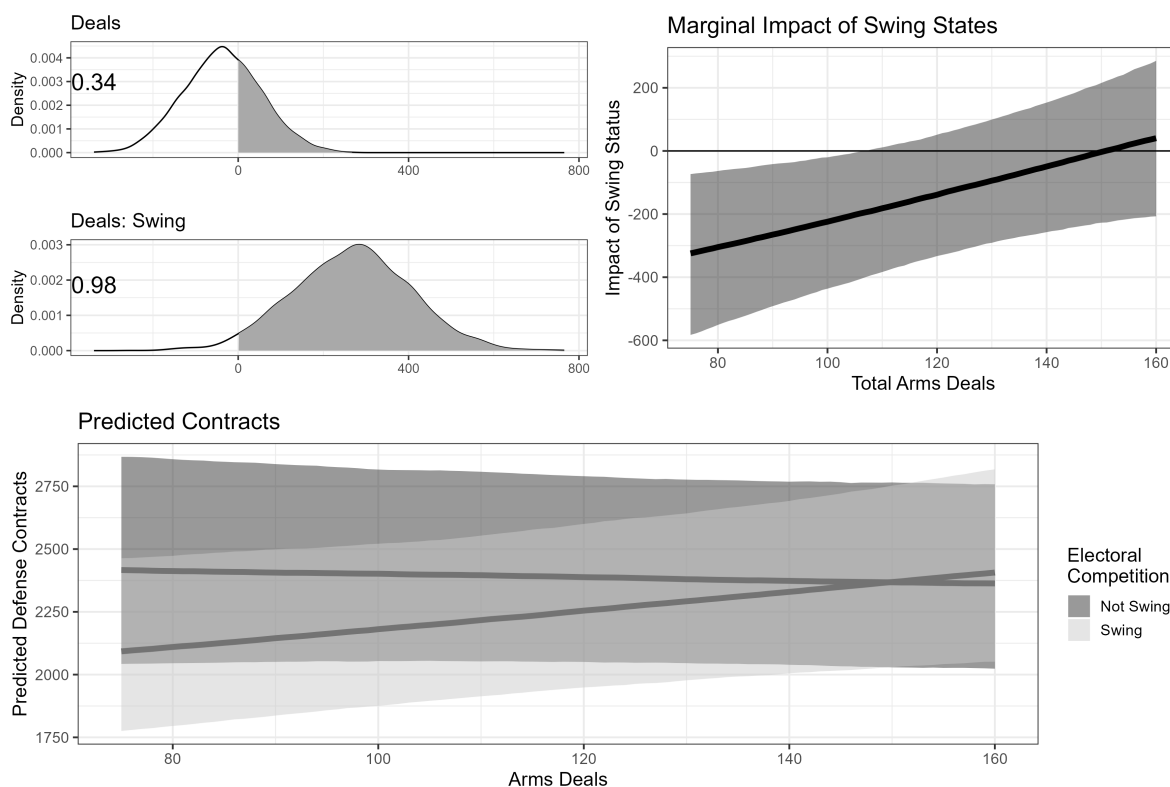 Deals
Density
0.004
0.003
0.002
0.001
0.000
0.34
0
400
800
Deals: Swing
Density
0.003
0.002
0.001
0.000
0.98
0
400
800
Marginal Impact of Swing States
Impact of Swing Status
200
0
-200
-400
-600
80
100
120
140
160
Total Arms Deals
Predicted Contracts
Predicted Defense Contracts
2750
2500
2250
2000
1750
80
100
120
140
160
Arms Deals
Electoral
Competition
Not Swing
Swing